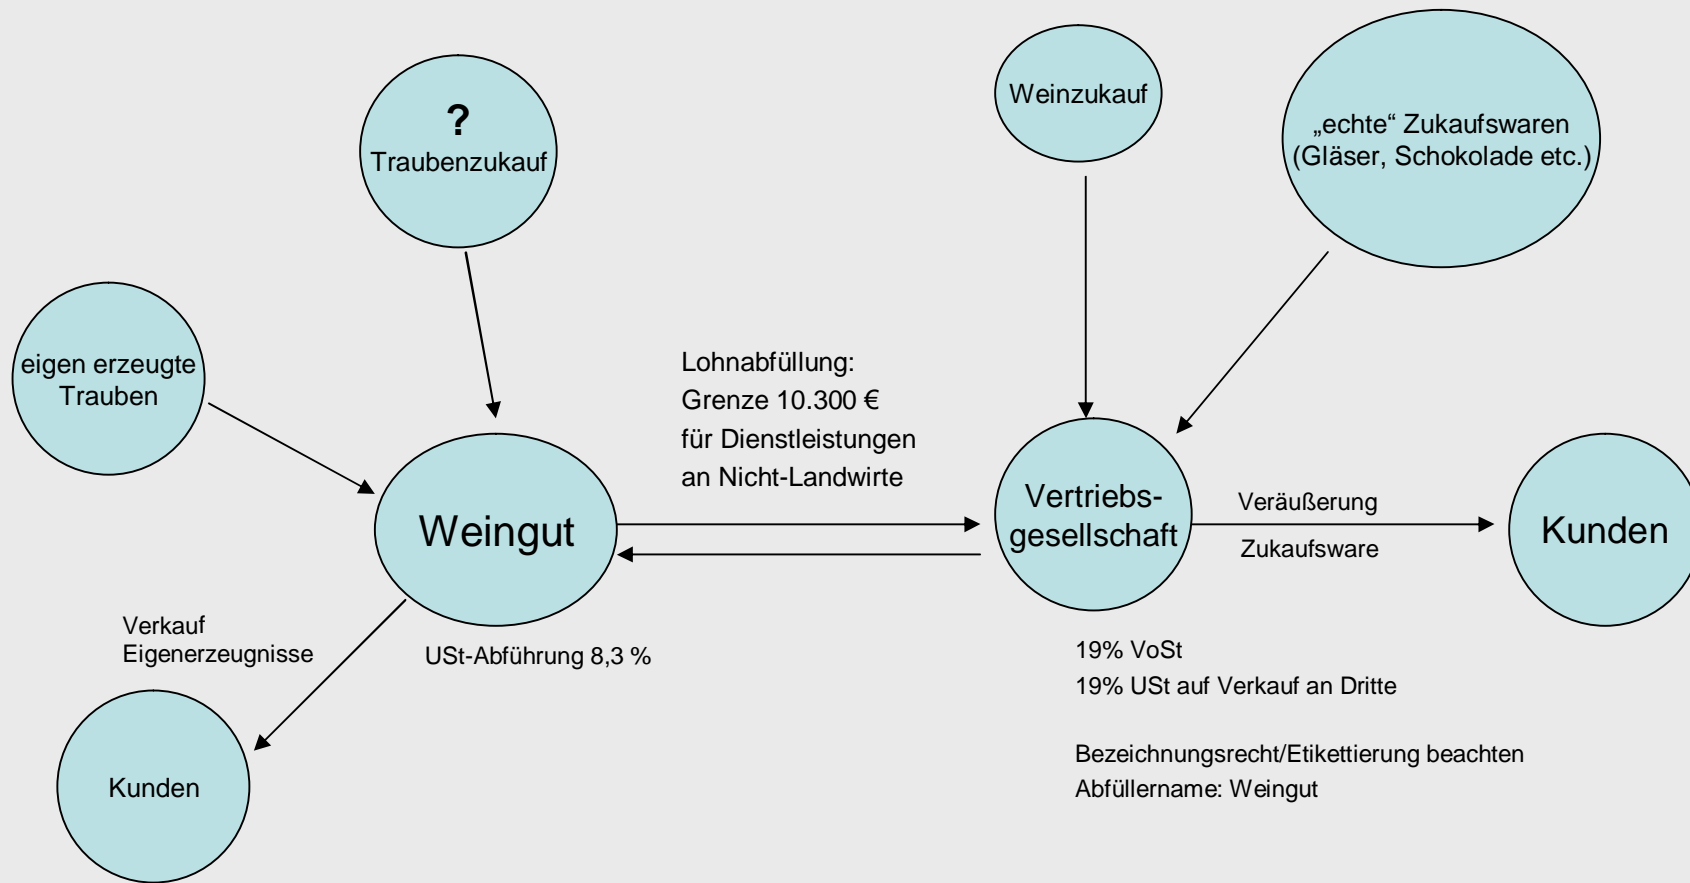 ?
Traubenzukauf
Weinzukauf
„echte“ Zukaufswaren
(Gläser, Schokolade etc.)
eigen erzeugte
Trauben
Lohnabfüllung:
Grenze 10.300 €
für Dienstleistungen
an Nicht-Landwirte
Weingut
Vertriebs-
gesellschaft
Veräußerung
Zukaufsware
Kunden
Verkauf
Eigenerzeugnisse
USt-Abführung 8,3 %
19% VoSt
19% USt auf Verkauf an Dritte
Bezeichnungsrecht/Etikettierung beachten
Abfüllername: Weingut
Kunden